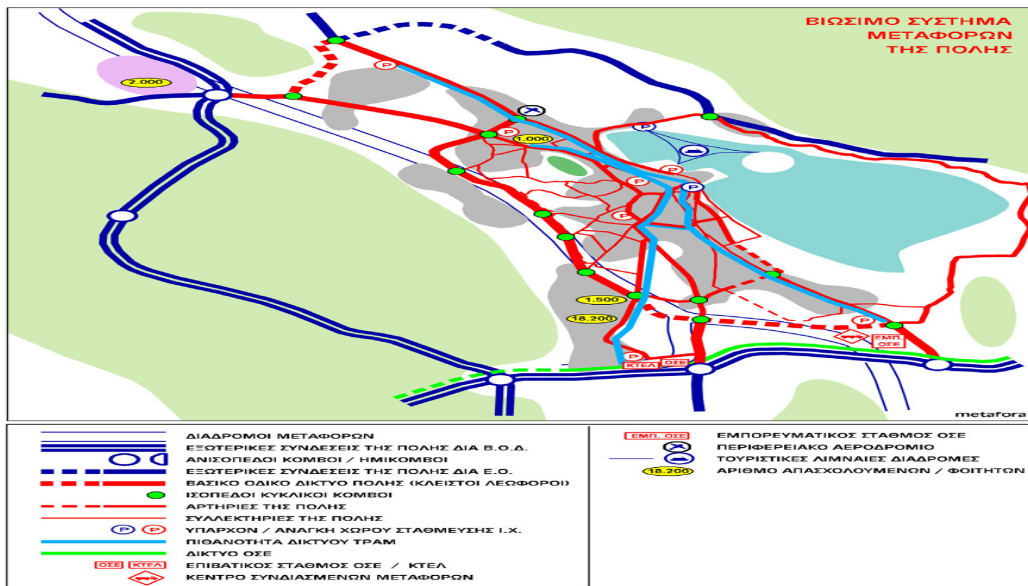 ΒΙΩΣΙΜΟ ΣΥΣΤΗΜΑ
ΜΕΤΑΦΟΡΩΝ
ΤΗΣ ΠΟΛΗΣ
P
2.000
P
1.000
P
P
P
P
P
1.500
18.200
P
ΕΜΠ.
ΟΣΕ
P
ΚΤΕΛ ΟΣΕ
metafora
ΔΙΑΔΡΟΜΟΙ ΜΕΤΑΦΟΡΩΝ
ΕΞΩΤΕΡΙΚΕΣ ΣΥΝΔΕΣΕΙΣ ΤΗΣ ΠΟΛΗΣ ΔΙΑ Β.Ο.Δ.
ΑΝΙΣΟΠΕΔΟΙ ΚΟΜΒΟΙ / ΗΜΙΚΟΜΒΟΙ
ΕΞΩΤΕΡΙΚΕΣ ΣΥΝΔΕΣΕΙΣ ΤΗΣ ΠΟΛΗΣ ΔΙΑ Ε.Ο.
ΒΑΣΙΚΟ ΟΔΙΚΟ ΔΙΚΤΥΟ ΠΟΛΗΣ (ΚΛΕΙΣΤΟΙ ΛΕΩΦΟΡΟΙ)
ΙΣΟΠΕΔΟΙ ΚΥΚΛΙΚΟΙ ΚΟΜΒΟΙ
ΑΡΤΗΡΙΕΣ ΤΗΣ ΠΟΛΗΣ
ΣΥΛΛΕΚΤΗΡΙΕΣ ΤΗΣ ΠΟΛΗΣ
P P ΥΠΑΡΧΟΝ / ΑΝΑΓΚΗ ΧΩΡΟΥ ΣΤΑΘΜΕΥΣΗΣ Ι.Χ.
ΠΙΘΑΝΟΤΗΤΑ ΔΙΚΤΥΟΥ ΤΡΑΜ
ΔΙΚΤΥΟ ΟΣΕ
ΟΣΕ ΚΤΕΛ ΕΠΙΒΑΤΙΚΟΣ ΣΤΑΘΜΟΣ ΟΣΕ / ΚΤΕΛ
ΚΕΝΤΡΟ ΣΥΝΔΙΑΣΜΕΝΩΝ ΜΕΤΑΦΟΡΩΝ
ΕΜΠ. ΟΣΕ ΕΜΠΟΡΕΥΜΑΤΙΚΟΣ ΣΤΑΘΜΟΣ ΟΣΕ
ΠΕΡΙΦΕΡΕΙΑΚΟ ΑΕΡΟΔΡΟΜΙΟ
ΤΟΥΡΙΣΤΙΚΕΣ ΛΙΜΝΑΙΕΣ ΔΙΑΔΡΟΜΕΣ
18.200 ΑΡΙΘΜΟ ΑΠΑΣΧΟΛΟΥΜΕΝΩΝ / ΦΟΙΤΗΤΩΝ